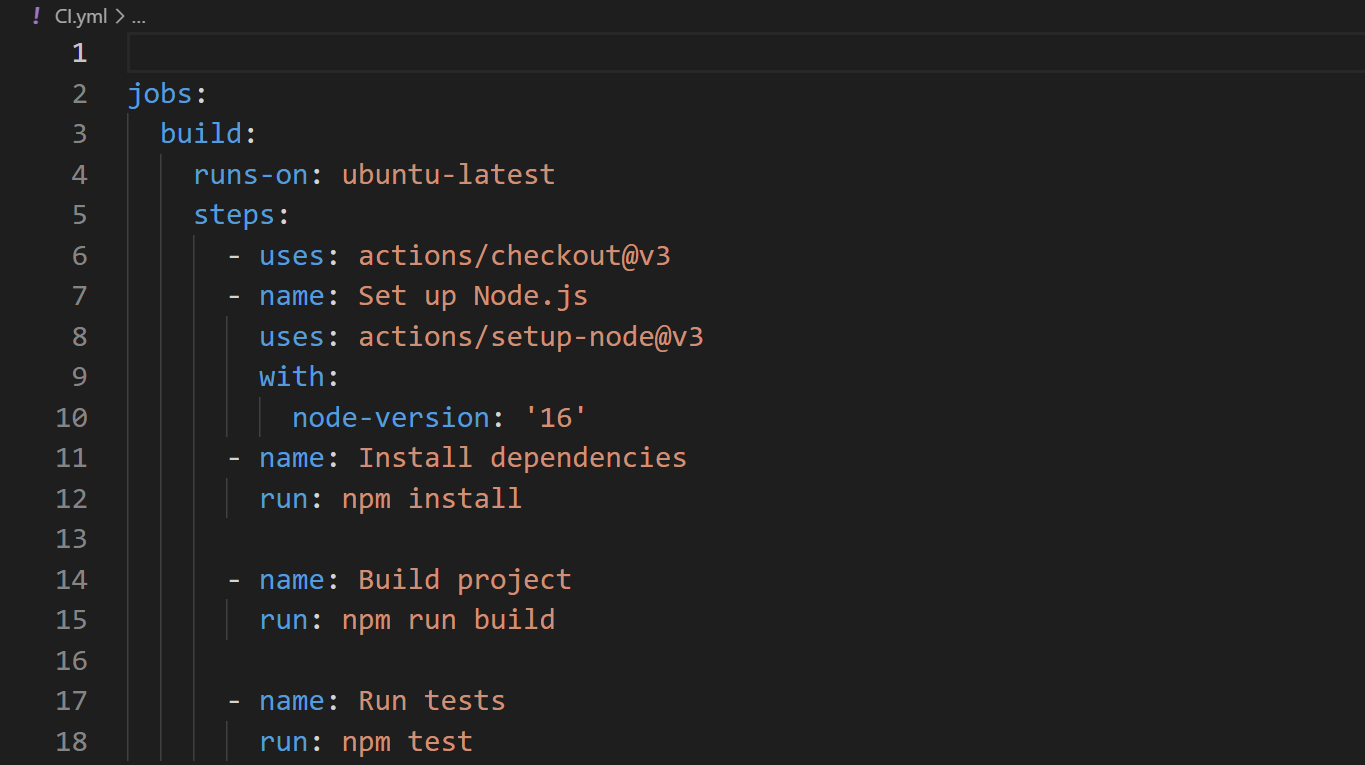 ! CI.yml > ...
1
2 jobs:
3   build:
4     runs-on: ubuntu-latest
5     steps:
6       - uses: actions/checkout@v3
7       - name: Set up Node.js
8         uses: actions/setup-node@v3
9         with:
10           node-version: '16'
11       - name: Install dependencies
12         run: npm install
13
14       - name: Build project
15         run: npm run build
16
17       - name: Run tests
18         run: npm test